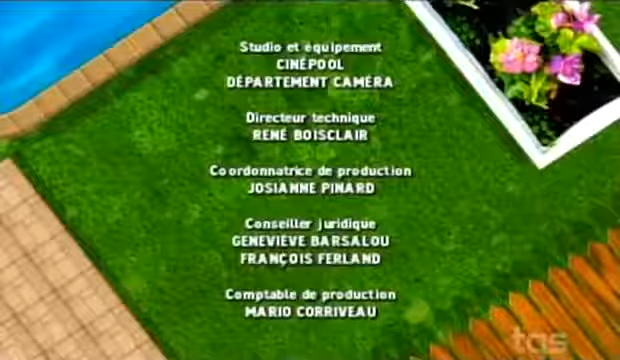 Studio et équipement
CINÉPOOL
DÉPARTEMENT CAMÉRA
Directeur technique
RENÉ BOISCLAIR
Coordonnatrice de production
JOSIANNE PINARD
Conseiller juridique
GENEVIÈVE BARSALOU
FRANÇOIS FERLAND
Comptable de production
MARIO CORRIVEAU
tqs